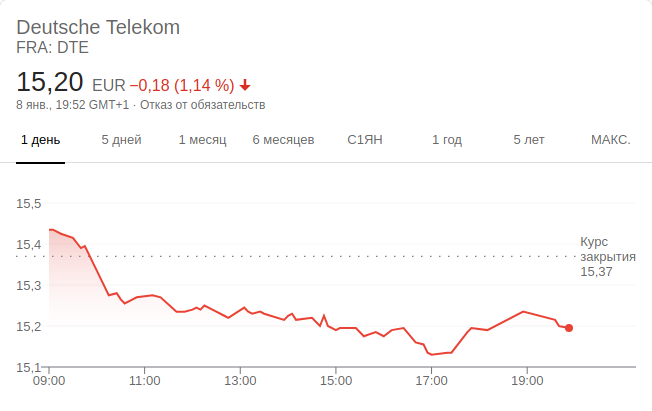 Deutsche Telekom
FRA: DTE
15,20 EUR −0,18 (1,14 %)
8 янв., 19:52 GMT+1 · Отказ от обязательств
1 день 5 дней 1 месяц 6 месяцев С1ЯН 1 год 5 лет МАКС.
15,5
15,4
15,3
15,2
15,1
Курс
закрытия
15,37
09:00 11:00 13:00 15:00 17:00 19:00